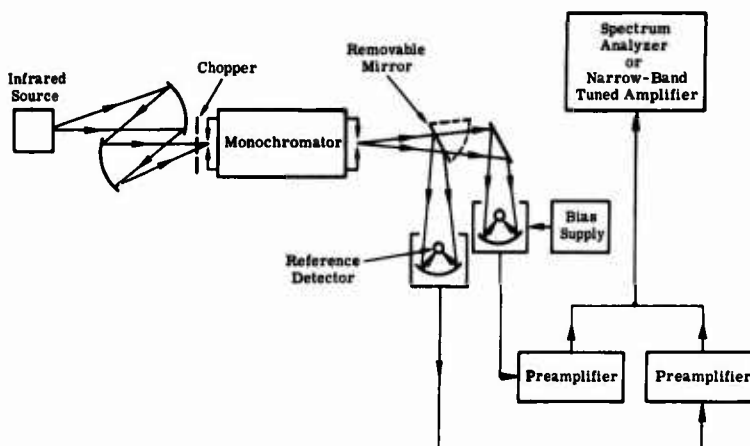 Infrared
Source
Chopper
Monochromator
Removable
Mirror
Spectrum
Analyzer
or
Narrow-Band
Tuned Amplifier
Reference
Detector
Bias
Supply
Preamplifier
Preamplifier